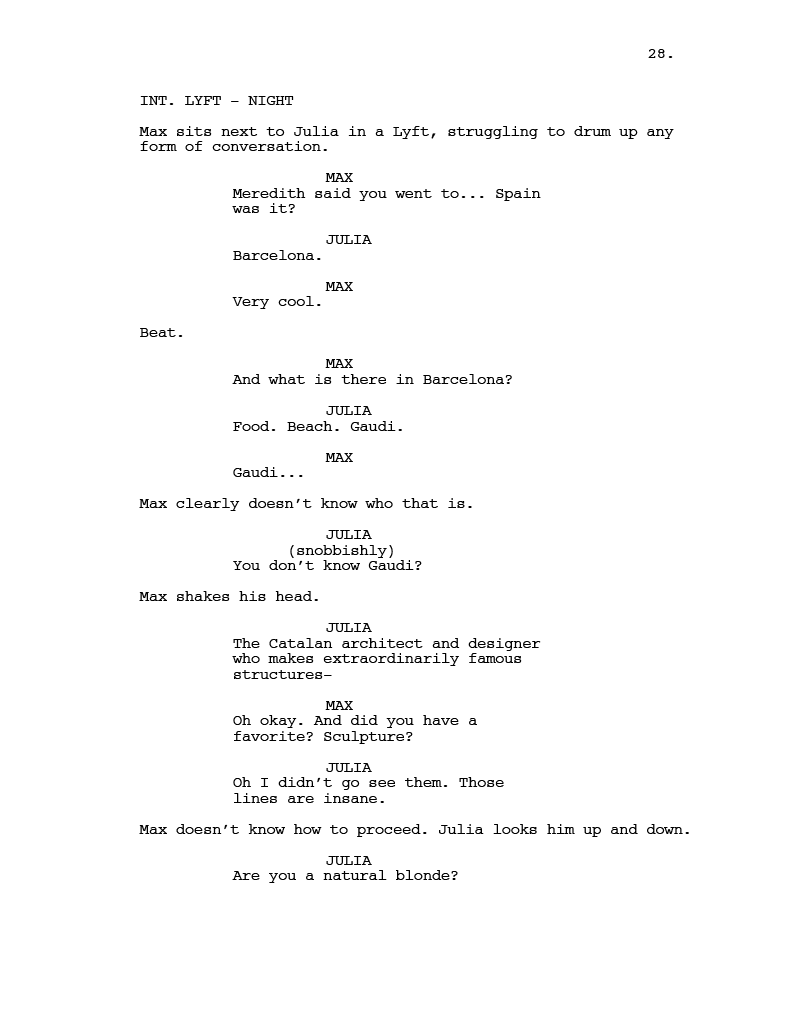 28.
INT. LYFT – NIGHT
Max sits next to Julia in a Lyft, struggling to drum up any
form of conversation.
MAX
Meredith said you went to... Spain
was it?
JULIA
Barcelona.
MAX
Very cool.
Beat.
MAX
And what is there in Barcelona?
JULIA
Food. Beach. Gaudi.
MAX
Gaudi...
Max clearly doesn’t know who that is.
JULIA
(snobbishly)
You don’t know Gaudi?
Max shakes his head.
JULIA
The Catalan architect and designer
who makes extraordinarily famous
structures–
MAX
Oh okay. And did you have a
favorite? Sculpture?
JULIA
Oh I didn’t go see them. Those
lines are insane.
Max doesn’t know how to proceed. Julia looks him up and down.
JULIA
Are you a natural blonde?